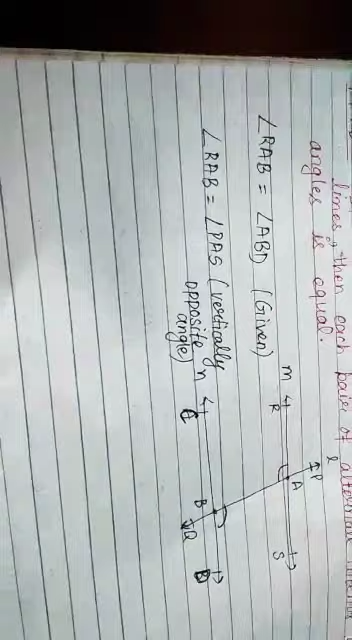 lines, then each pair of alternate
angles is equal.
∠RAB = ∠ABD (Given)
∠RAB = ∠PAS (vertically
opposite
angle)
l
P
m
R
A
S
n
C
B
D
Q